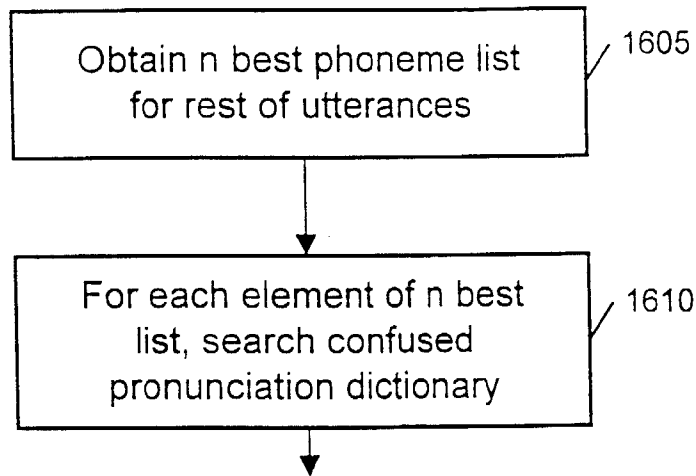 Obtain n best phoneme list
for rest of utterances
1605
For each element of n best
list, search confused
pronunciation dictionary
1610